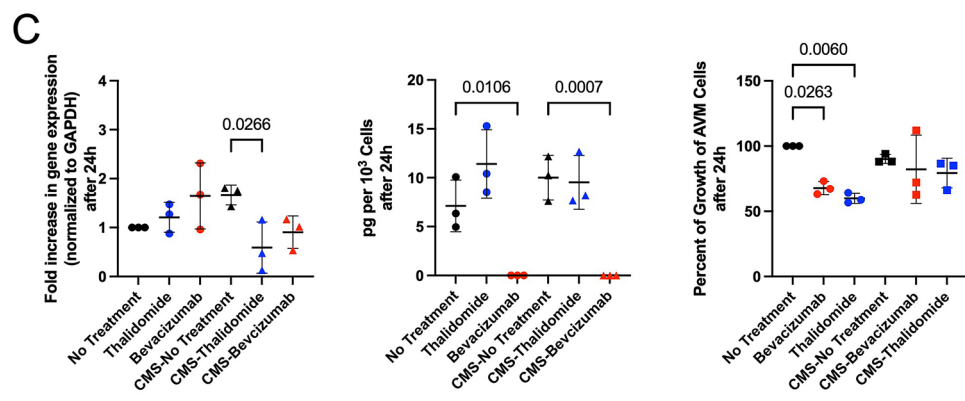 C
Fold increase in gene expression
(normalized to GAPDH)
after 24h
4
3
2
1
0
0.0266
No Treatment
Thalidomide
Bevacizumab
CMS-No Treatment
CMS-Thalidomide
CMS-Bevcizumab
pg per 10³ Cells
after 24h
20
15
10
5
0
0.0106
0.0007
No Treatment
Thalidomide
Bevacizumab
CMS-No Treatment
CMS-Thalidomide
CMS-Bevcizumab
Percent of Growth of AVM Cells
after 24h
150
100
50
0
0.0060
0.0263
No Treatment
Bevacizumab
Thalidomide
CMS-No Treatment
CMS-Bevacizumab
CMS-Thalidomide